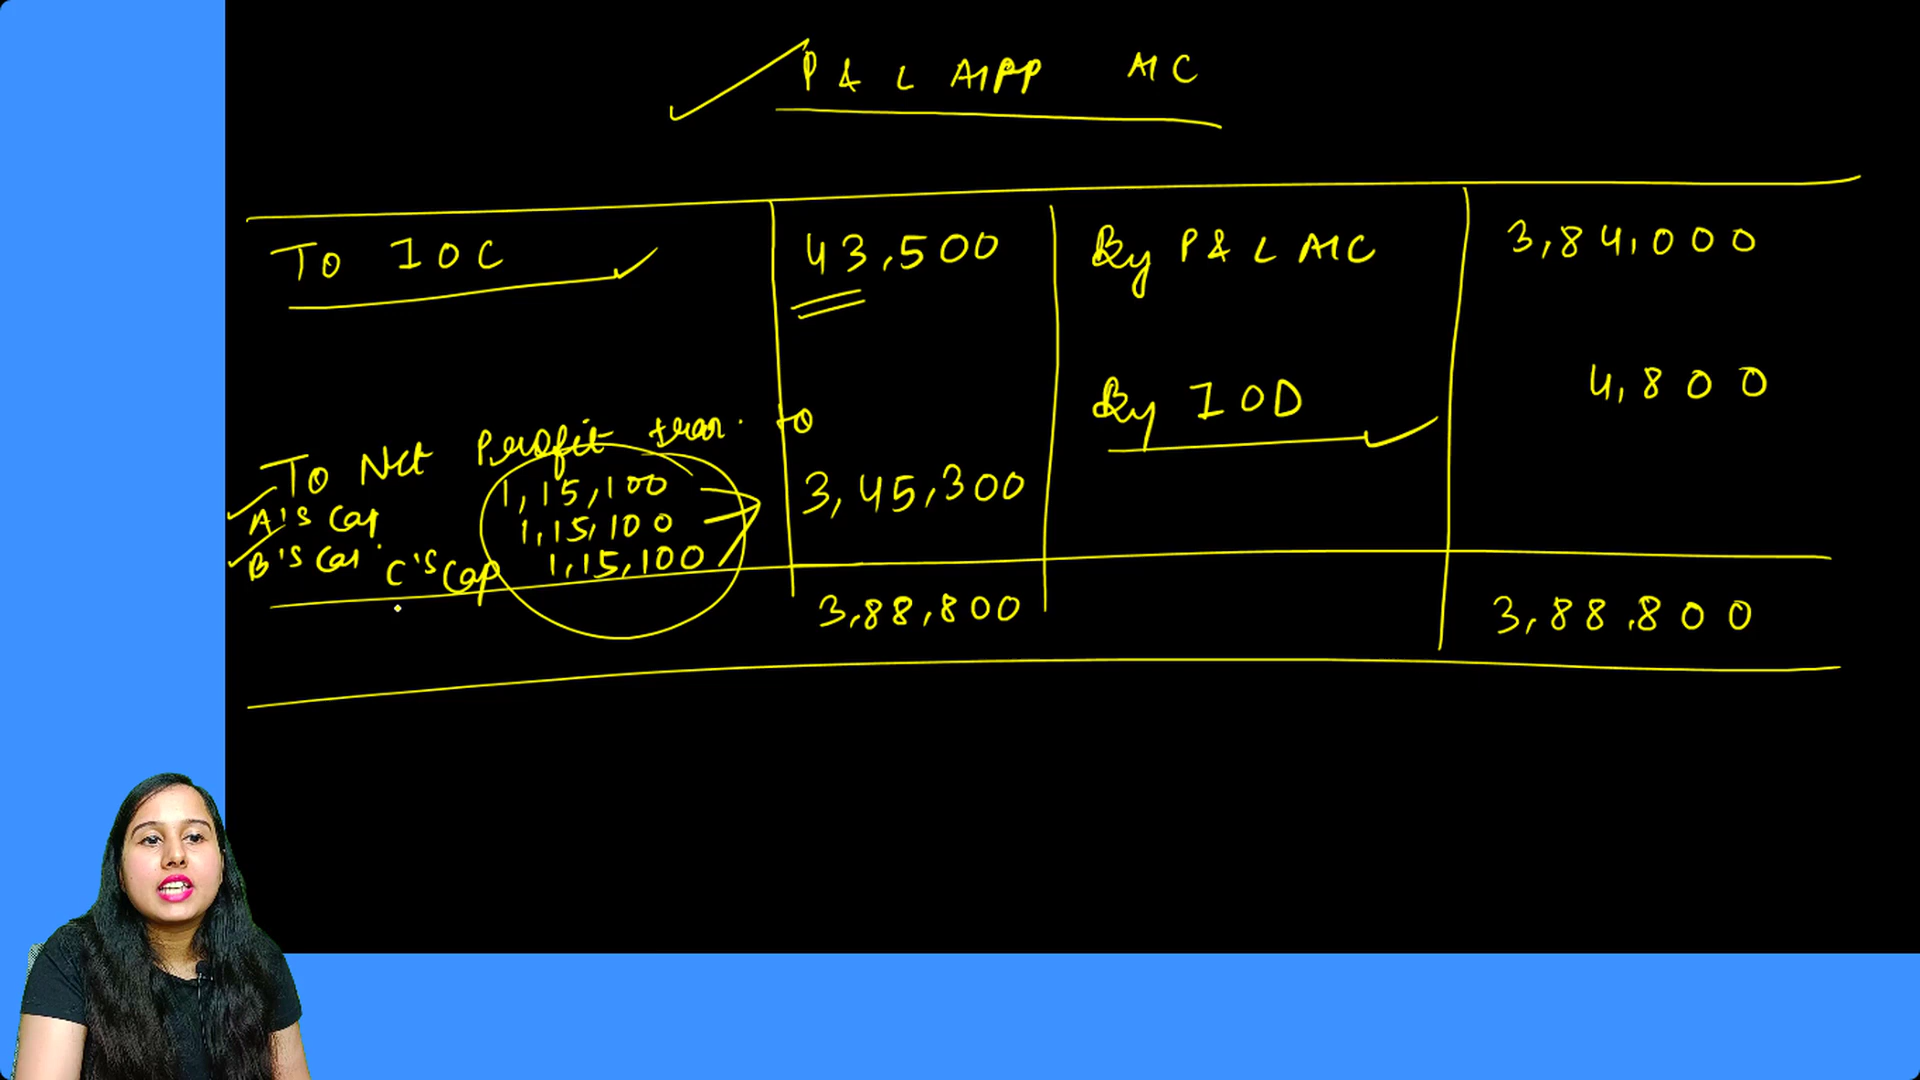 P & L A/PP A/C
To IOC 43,500 By P & L A/C 3,84,000
By IOD 4,800
To Net Profit tran. to
1,15,100 3,45,300
A's Cap 1,15,100
B's Cap. C's Cap 1,15,100
3,88,800 3,88,800